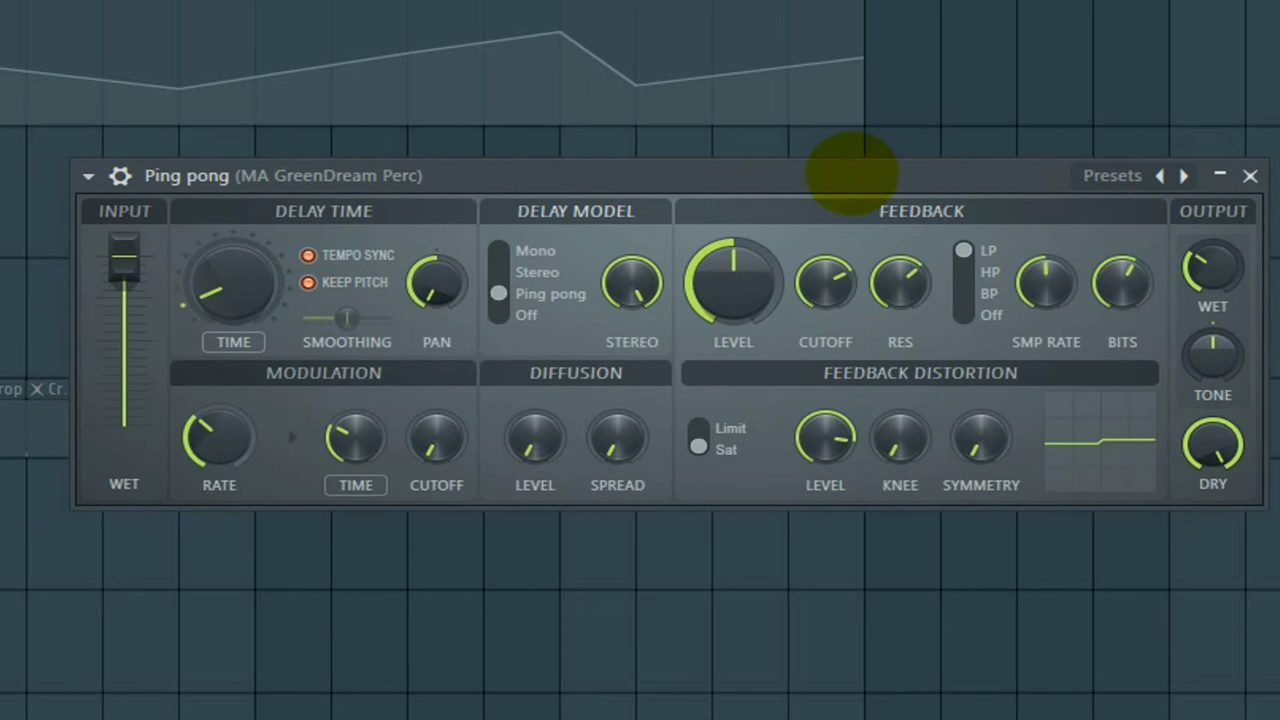 Ping pong (MA GreenDream Perc) Presets
INPUT DELAY TIME DELAY MODEL FEEDBACK OUTPUT
TEMPO SYNC
KEEP PITCH
TIME SMOOTHING PAN
Mono
Stereo
Ping pong
Off
STEREO
LEVEL CUTOFF RES
LP
HP
BP
Off
SMP RATE BITS
WET
TONE
DRY
MODULATION DIFFUSION FEEDBACK DISTORTION
rop Cr.
Limit
Sat
WET RATE TIME CUTOFF LEVEL SPREAD LEVEL KNEE SYMMETRY